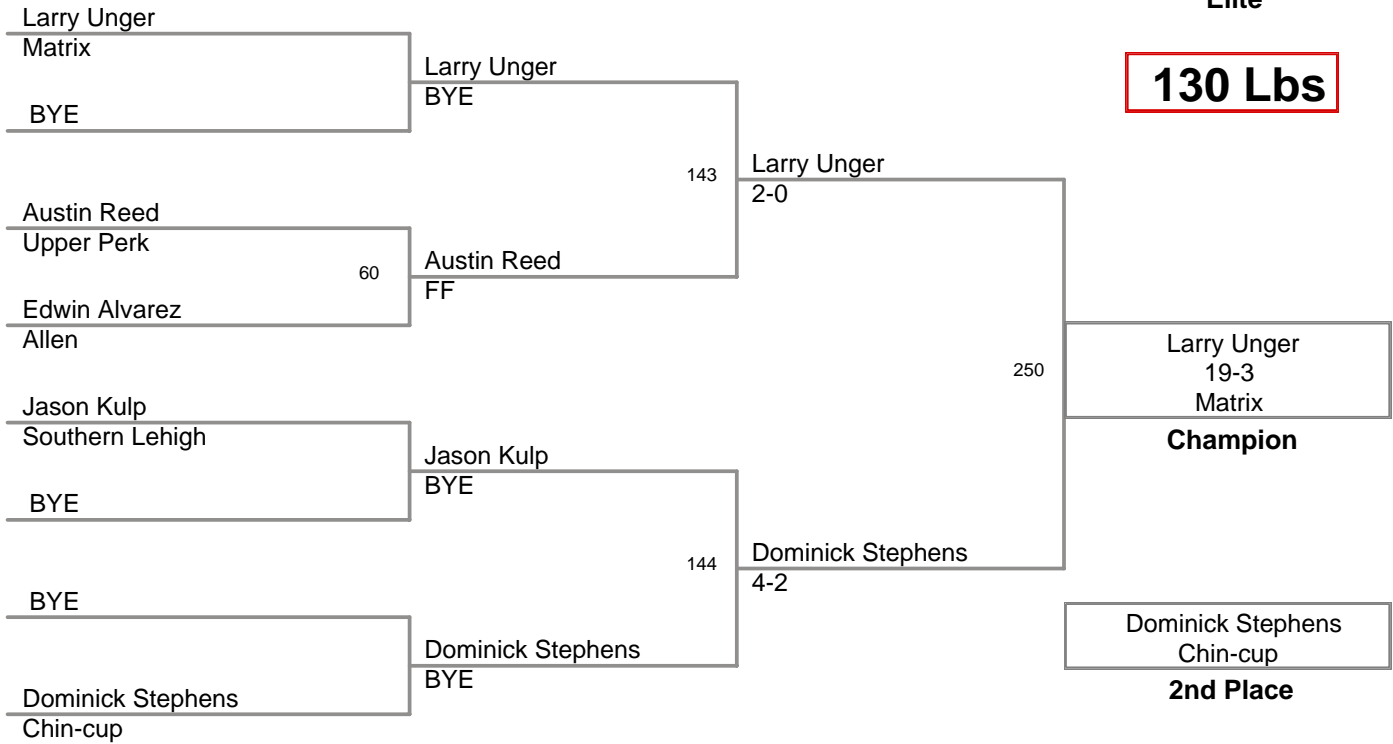 Elite
130 Lbs
Larry Unger
Matrix
BYE
Austin Reed
Upper Perk
Edwin Alvarez
Allen
Jason Kulp
Southern Lehigh
BYE
BYE
Dominick Stephens
Chin-cup
Larry Unger
BYE
60
Austin Reed
FF
Jason Kulp
BYE
Dominick Stephens
BYE
143
Larry Unger
2-0
144
Dominick Stephens
4-2
250
Larry Unger
19-3
Matrix
Champion
Dominick Stephens
Chin-cup
2nd Place